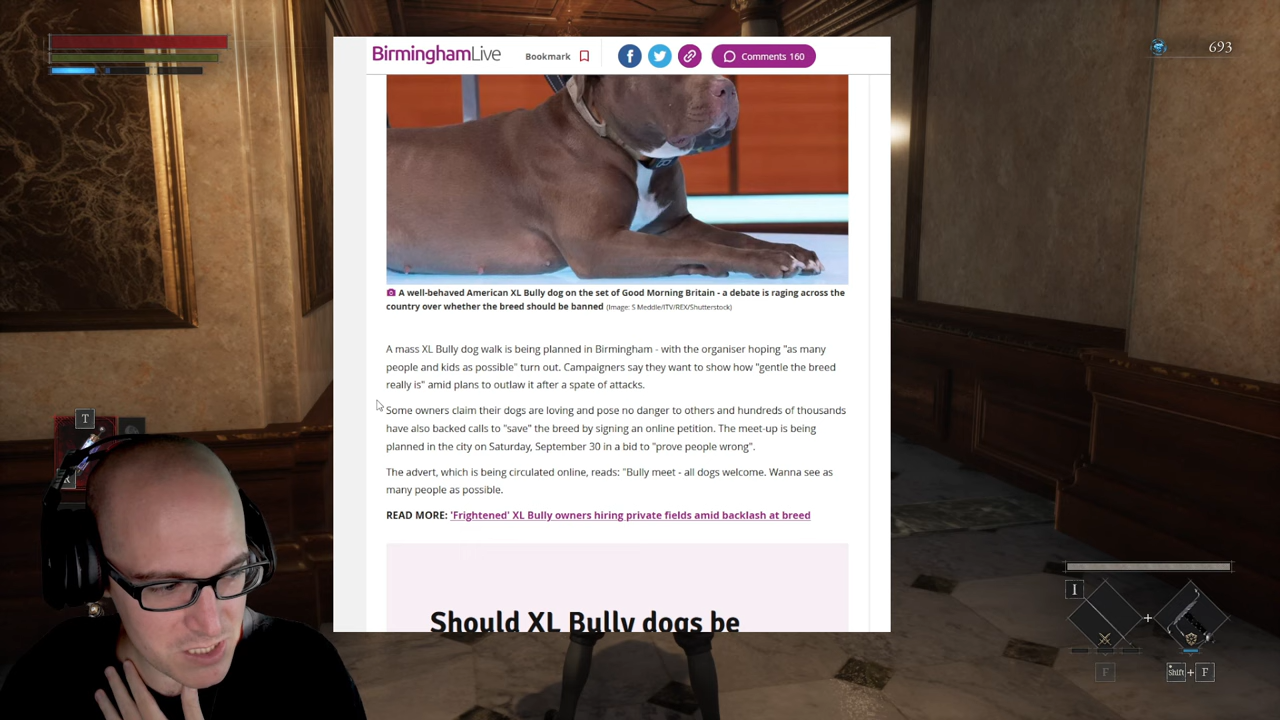 693
BirminghamLive
Bookmark
Comments 160
A well-behaved American XL Bully dog on the set of Good Morning Britain - a debate is raging across the
country over whether the breed should be banned (Image: S Meddle/ITV/REX/Shutterstock)
A mass XL Bully dog walk is being planned in Birmingham - with the organiser hoping "as many
people and kids as possible" turn out. Campaigners say they want to show how "gentle the breed
really is" amid plans to outlaw it after a spate of attacks.
Some owners claim their dogs are loving and pose no danger to others and hundreds of thousands
have also backed calls to "save" the breed by signing an online petition. The meet-up is being
planned in the city on Saturday, September 30 in a bid to "prove people wrong".
The advert, which is being circulated online, reads: "Bully meet - all dogs welcome. Wanna see as
many people as possible.
READ MORE: 'Frightened' XL Bully owners hiring private fields amid backlash at breed
Should XL Bully dogs be
T
R
I
F
Shift + F